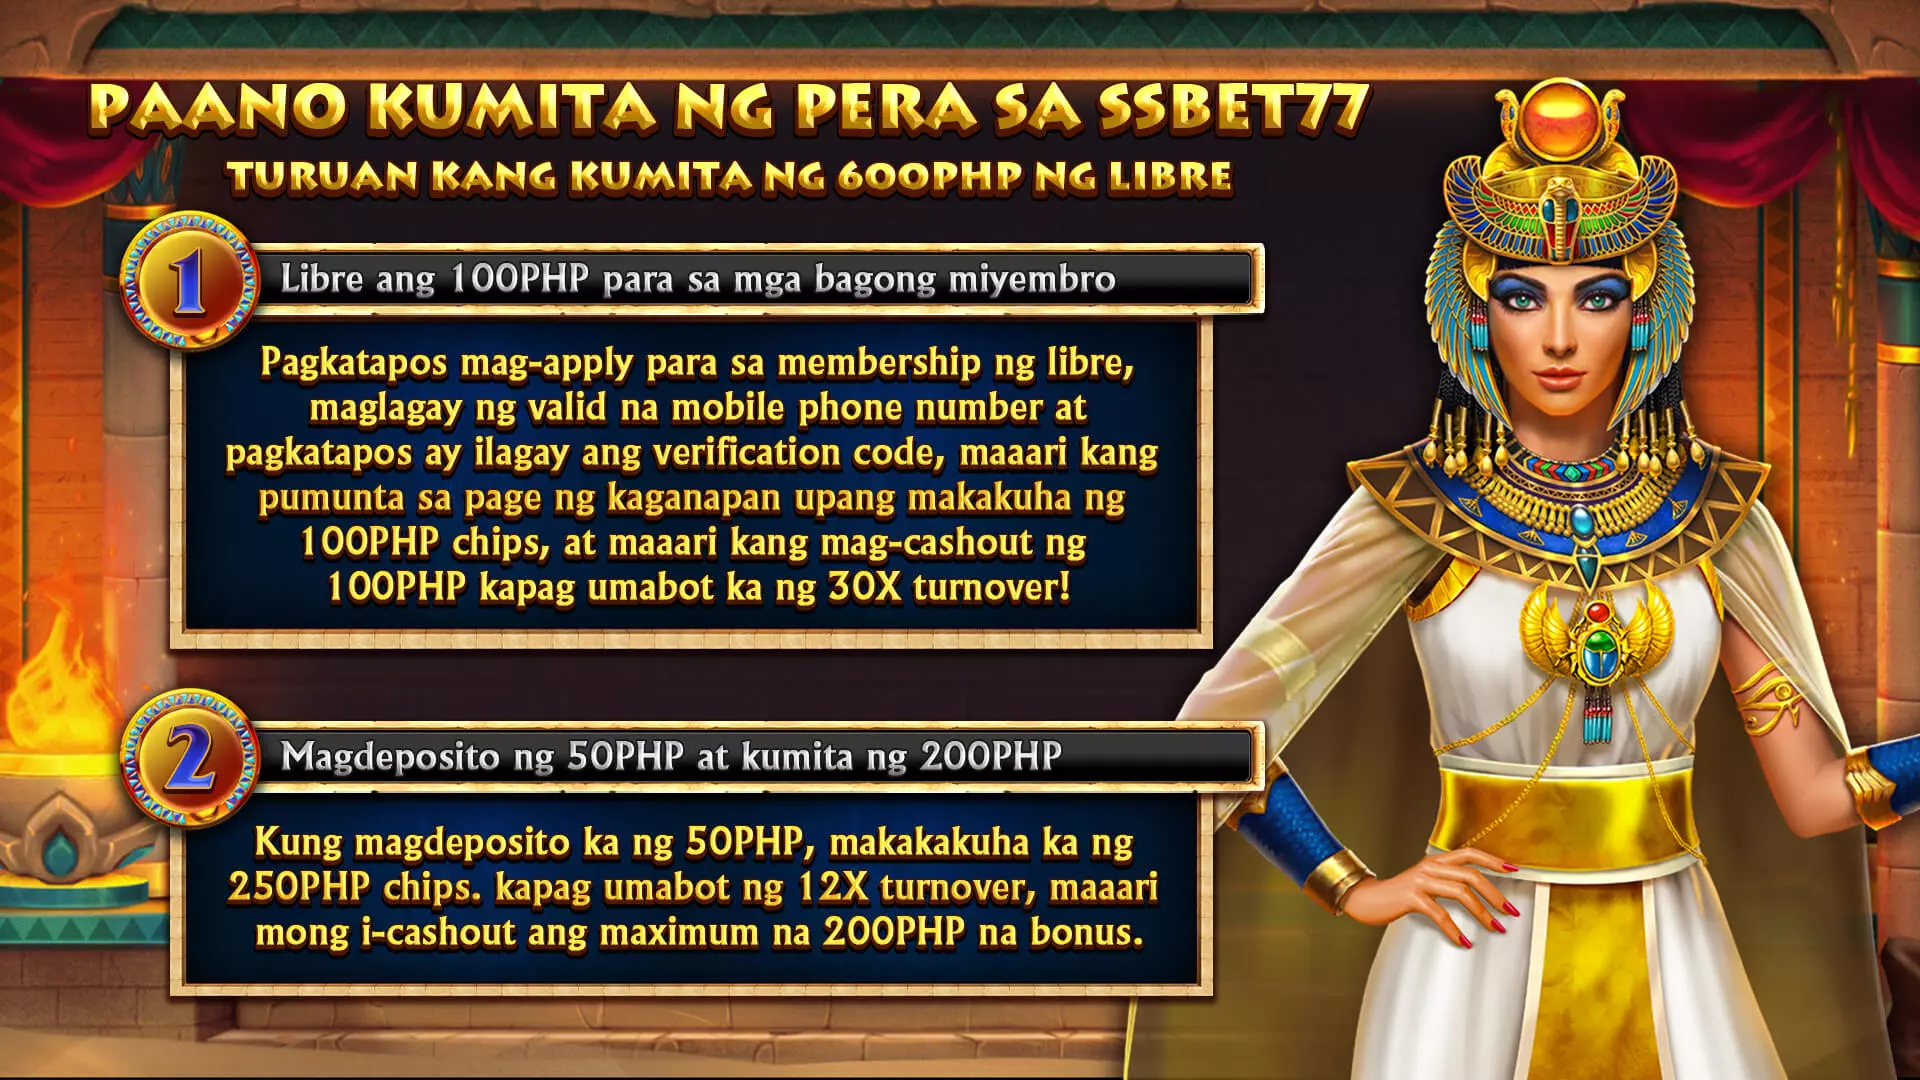 PAANO KUMITA NG PERA SA SSBET77
TURUAN KANG KUMITA NG 600PHP NG LIBRE
1
Libre ang 100PHP para sa mga bagong miyembro
Pagkatapos mag-apply para sa membership ng libre,
maglagay ng valid na mobile phone number at
pagkatapos ay ilagay ang verification code, maaari kang
pumunta sa page ng kaganapan upang makakuha ng
100PHP chips, at maaari kang mag-cashout ng
100PHP kapag umabot ka ng 30X turnover!
2
Magdeposito ng 50PHP at kumita ng 200PHP
Kung magdeposito ka ng 50PHP, makakakuha ka ng
250PHP chips. kapag umabot ng 12X turnover, maaari
mong i-cashout ang maximum na 200PHP na bonus.